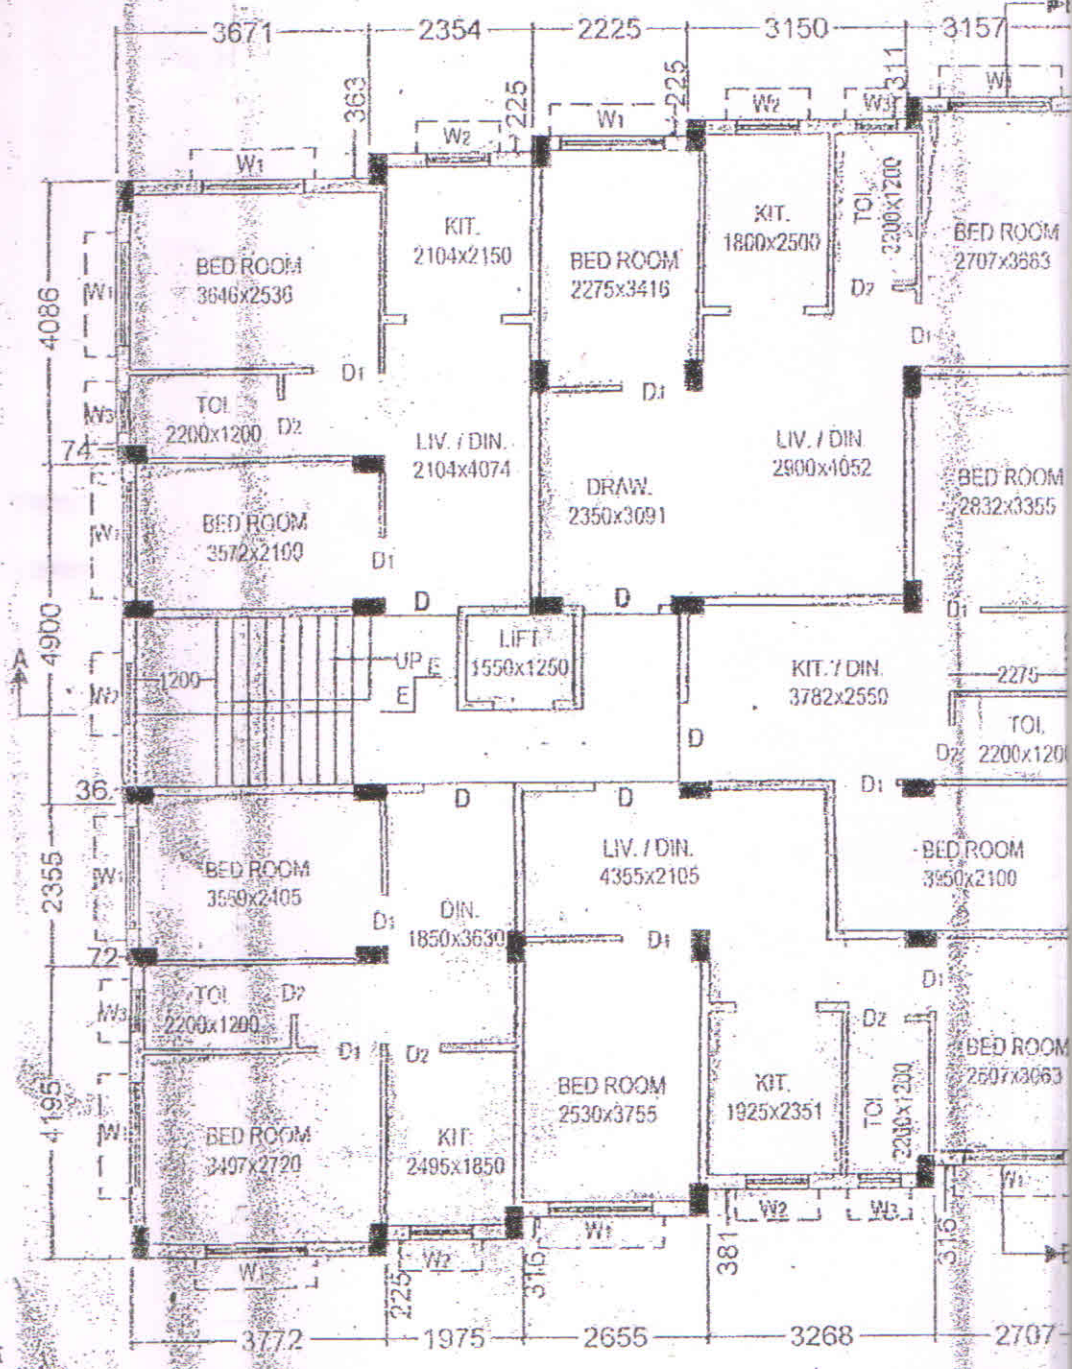 3671
2354
2225
3150
3157
363
225
225
311
W1
W2
W1
W2
W3
W1
KIT.
2104x2150
BED ROOM
3646x2536
BED ROOM
2275x3416
KIT.
1800x2500
TOI.
2200x1200
BED ROOM
2707x3663
W1
4086
D2
D1
D1
D1
W3
TOI.
2200x1200
D2
74
LIV. / DIN.
2104x4074
LIV. / DIN.
2900x4052
DRAW.
2350x3091
BED ROOM
2832x3355
BED ROOM
3572x2100
D1
D
D
D1
4900
A
W2
1200
UP
E
E
LIFT
1550x1250
KIT. / DIN.
3782x2550
2275
TOI.
2200x1200
D
D2
36
D
D
D1
W1
2355
BED ROOM
3569x2405
LIV. / DIN.
4355x2105
BED ROOM
3950x2100
D1
DIN.
1850x3630
D1
72
W3
TOI.
2200x1200
D2
D1
D2
D1
D2
4195
W1
BED ROOM
3497x2720
KIT.
2495x1850
BED ROOM
2530x3755
KIT.
1925x2351
TOI.
2200x1200
BED ROOM
2607x3063
W1
W2
W1
W2
W3
W1
225
316
381
315
3772
1975
2655
3268
2707